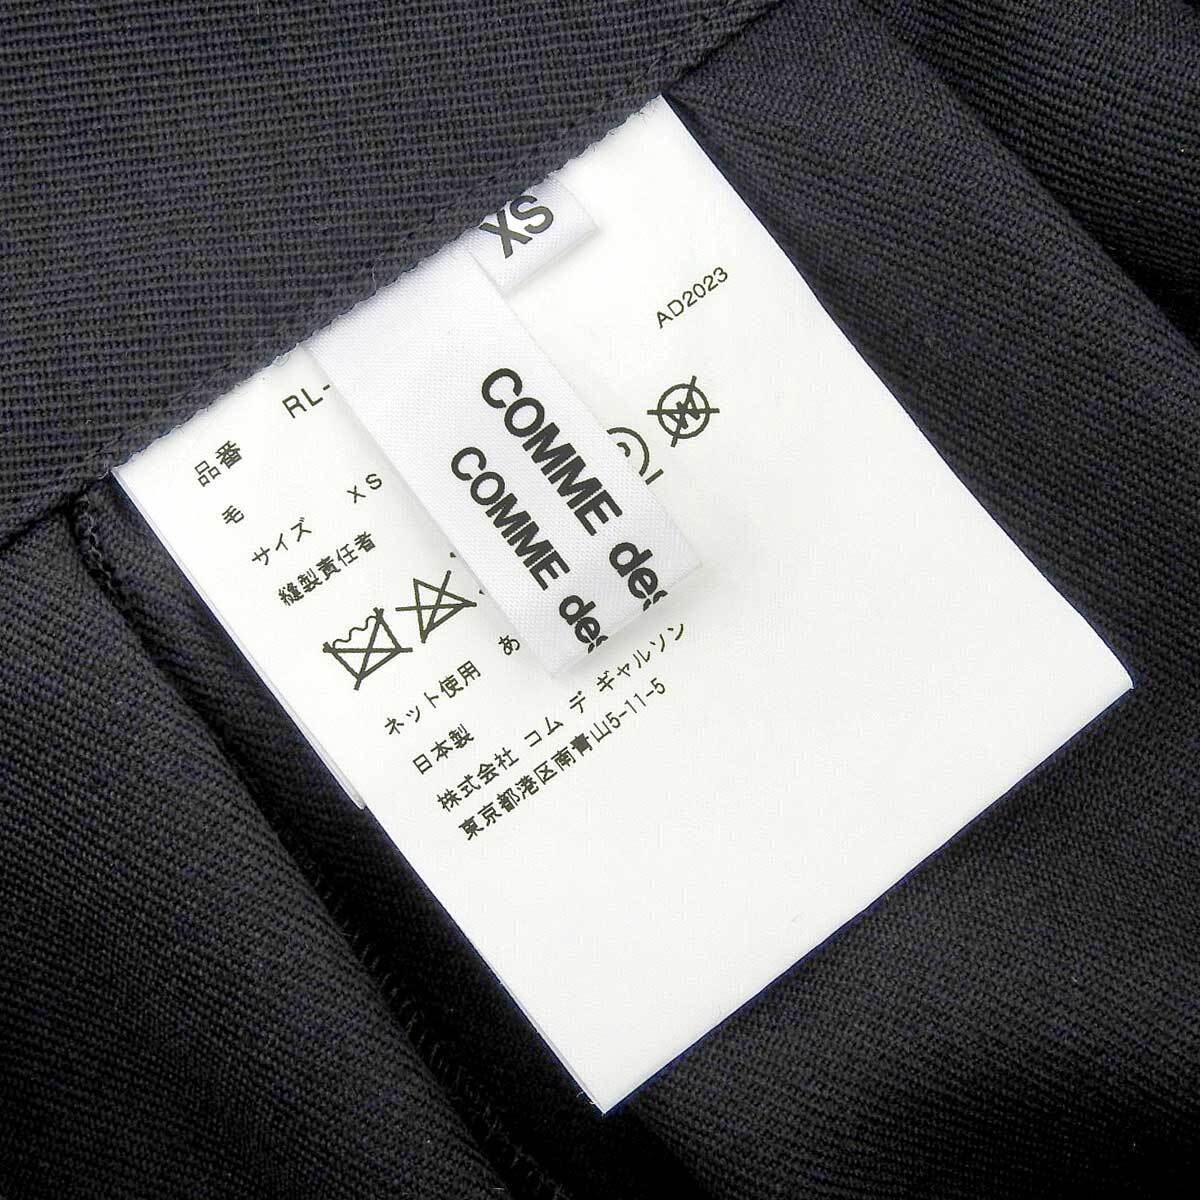 XS
AD2023
COMME des
COMME des
品番 RL-
毛
サイズ XS
縫製責任者
ネット使用 あ
日本製
株式会社 コム デ ギャルソン
東京都港区南青山5-11-5